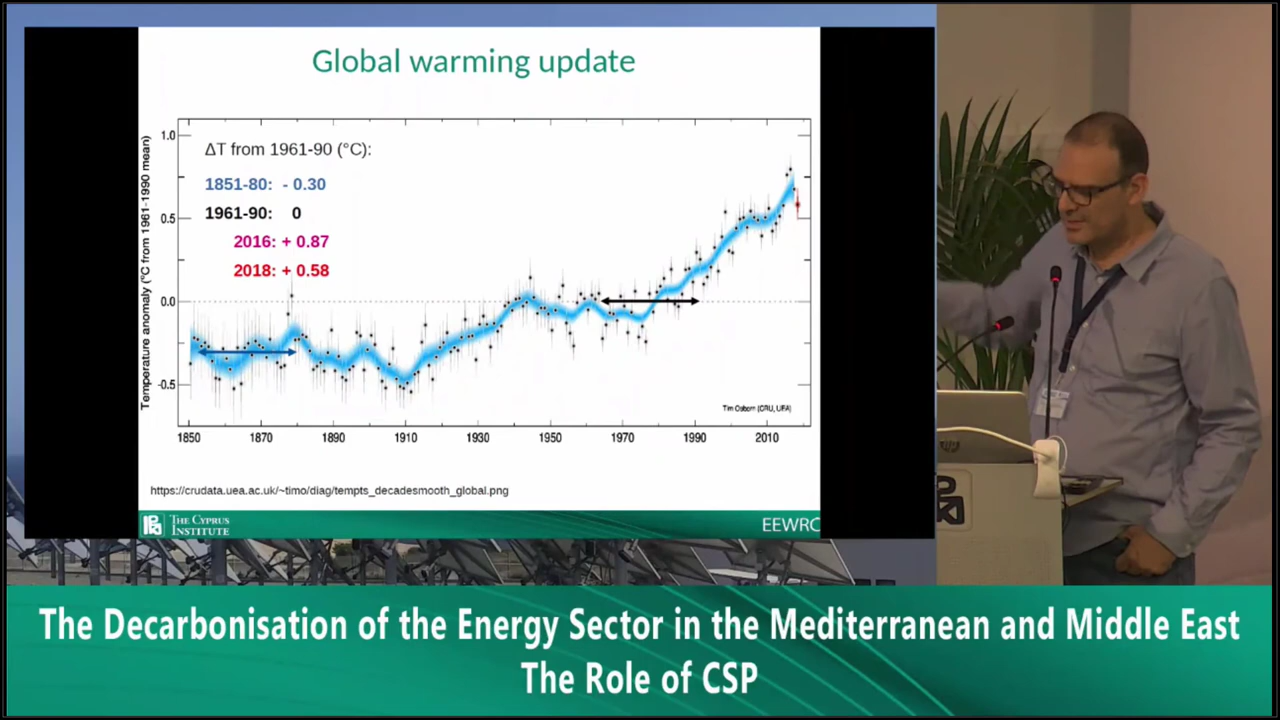 Global warming update
Temperature anomaly (°C from 1961-1990 mean)
1.0
0.5
0.0
-0.5
ΔT from 1961-90 (°C):
1851-80: - 0.30
1961-90: 0
2016: + 0.87
2018: + 0.58
Tim Osborn (CRU, UEA)
1850 1870 1890 1910 1930 1950 1970 1990 2010
https://crudata.uea.ac.uk/~timo/diag/tempts_decadesmooth_global.png
THE CYPRUS
INSTITUTE
EEWRC
The Decarbonisation of the Energy Sector in the Mediterranean and Middle East
The Role of CSP